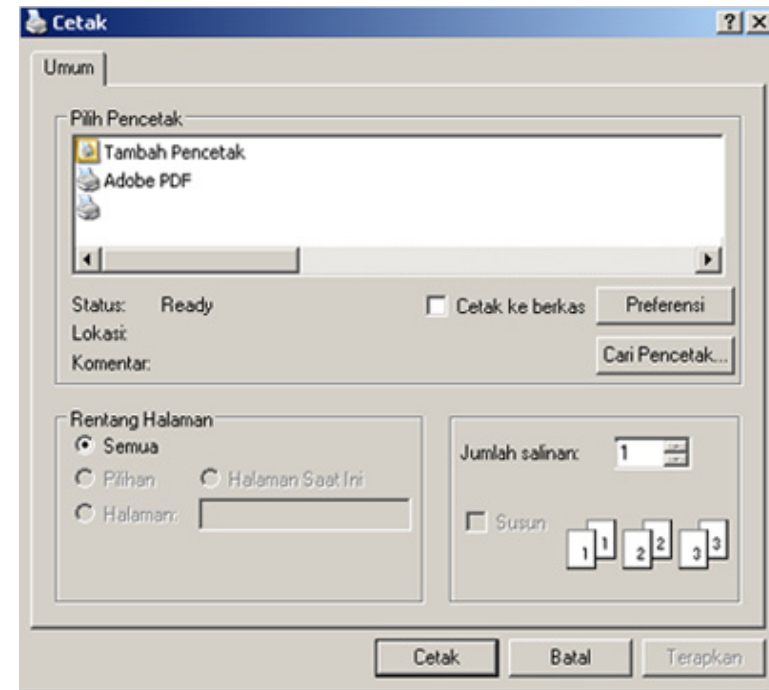 Cetak
Umum
Pilih Pencetak
Tambah Pencetak
Adobe PDF
Status: Ready
Cetak ke berkas
Preferensi
Lokasi:
Komentar:
Cari Pencetak...
Rentang Halaman
Semua
Pilihan
Halaman Saat Ini
Halaman:
Jumlah salinan: 1
Susun
1 1 2 2 3 3
Cetak
Batal
Terapkan